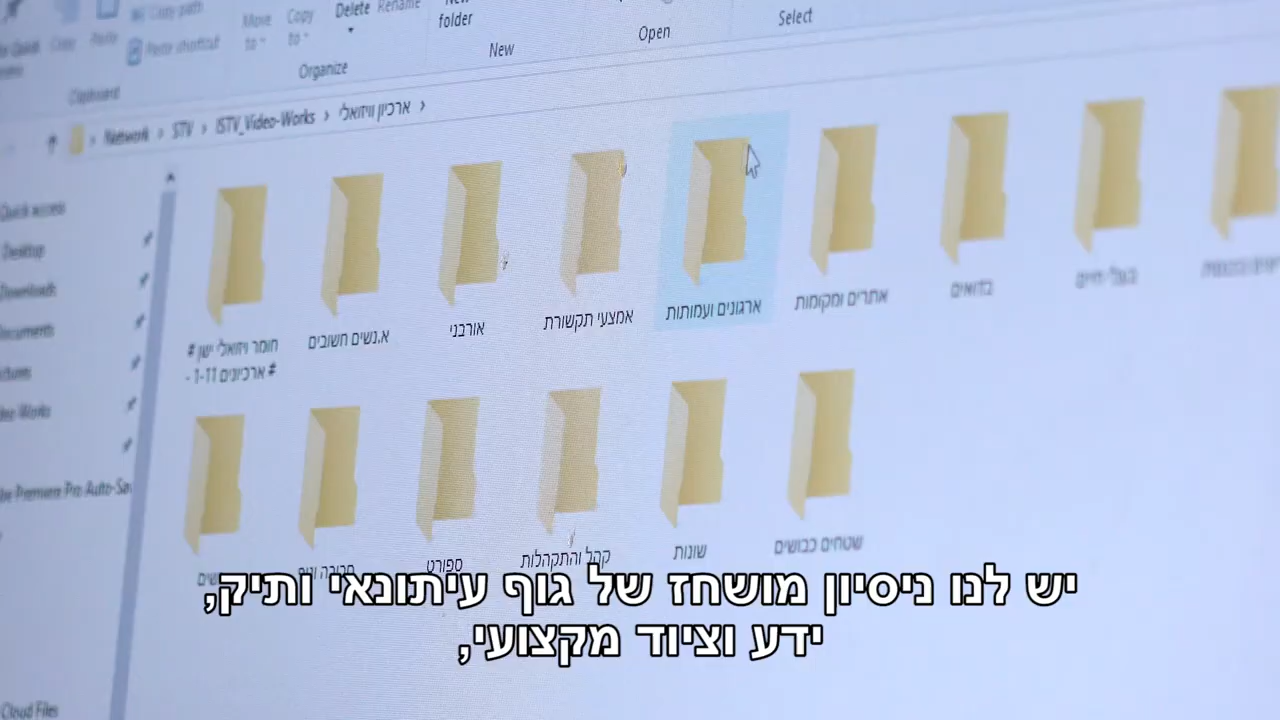 Copy path
Paste shortcut
Move to
Copy to
Delete
Rename
New folder
Clipboard
Organize
New
Open
Select
Network › STV › ISTV_Video-Works › ארכיון וויזואלי ›
Quick access
Desktop
Downloads
Documents
חומר ויזואלי ישן #
# ארכיונים 1-11 -
א.נשים חשובים
אורבני
אמצעי תקשורת
ארגונים ועמותות
אתרים ומקומות
בדואים
בעלי חיים
ספורט
קהל והתקהלות
שונות
שטחים כבושים
Cloud Files
יש לנו ניסיון מושחז של גוף עיתונאי ותיק,
ידע וציוד מקצועי,